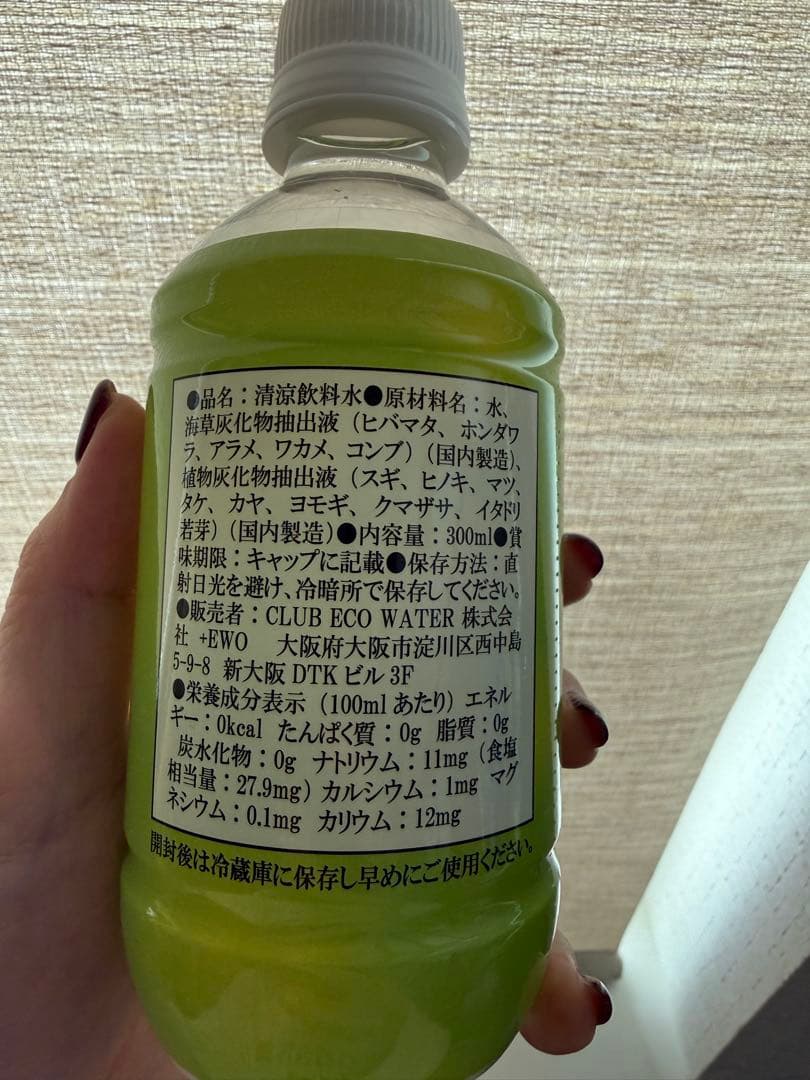 ●品名：清涼飲料水●原材料名：水、
海草灰化物抽出液（ヒバマタ、ホンダワ
ラ、アラメ、ワカメ、コンブ）（国内製造）、
植物灰化物抽出液（スギ、ヒノキ、マツ、
タケ、カヤ、ヨモギ、クマザサ、イタドリ
若芽）（国内製造）●内容量：300ml●賞
味期限：キャップに記載●保存方法：直
射日光を避け、冷暗所で保存してください。
●販売者：CLUB ECO WATER 株式会
社 +EWO 大阪府大阪市淀川区西中島
5-9-8 新大阪 DTK ビル 3F
●栄養成分表示（100ml あたり）エネル
ギー：0kcal たんぱく質：0g 脂質：0g
炭水化物：0g ナトリウム：11mg（食塩
相当量：27.9mg）カルシウム：1mg マグ
ネシウム：0.1mg カリウム：12mg
開封後は冷蔵庫に保存し早めにご使用ください。